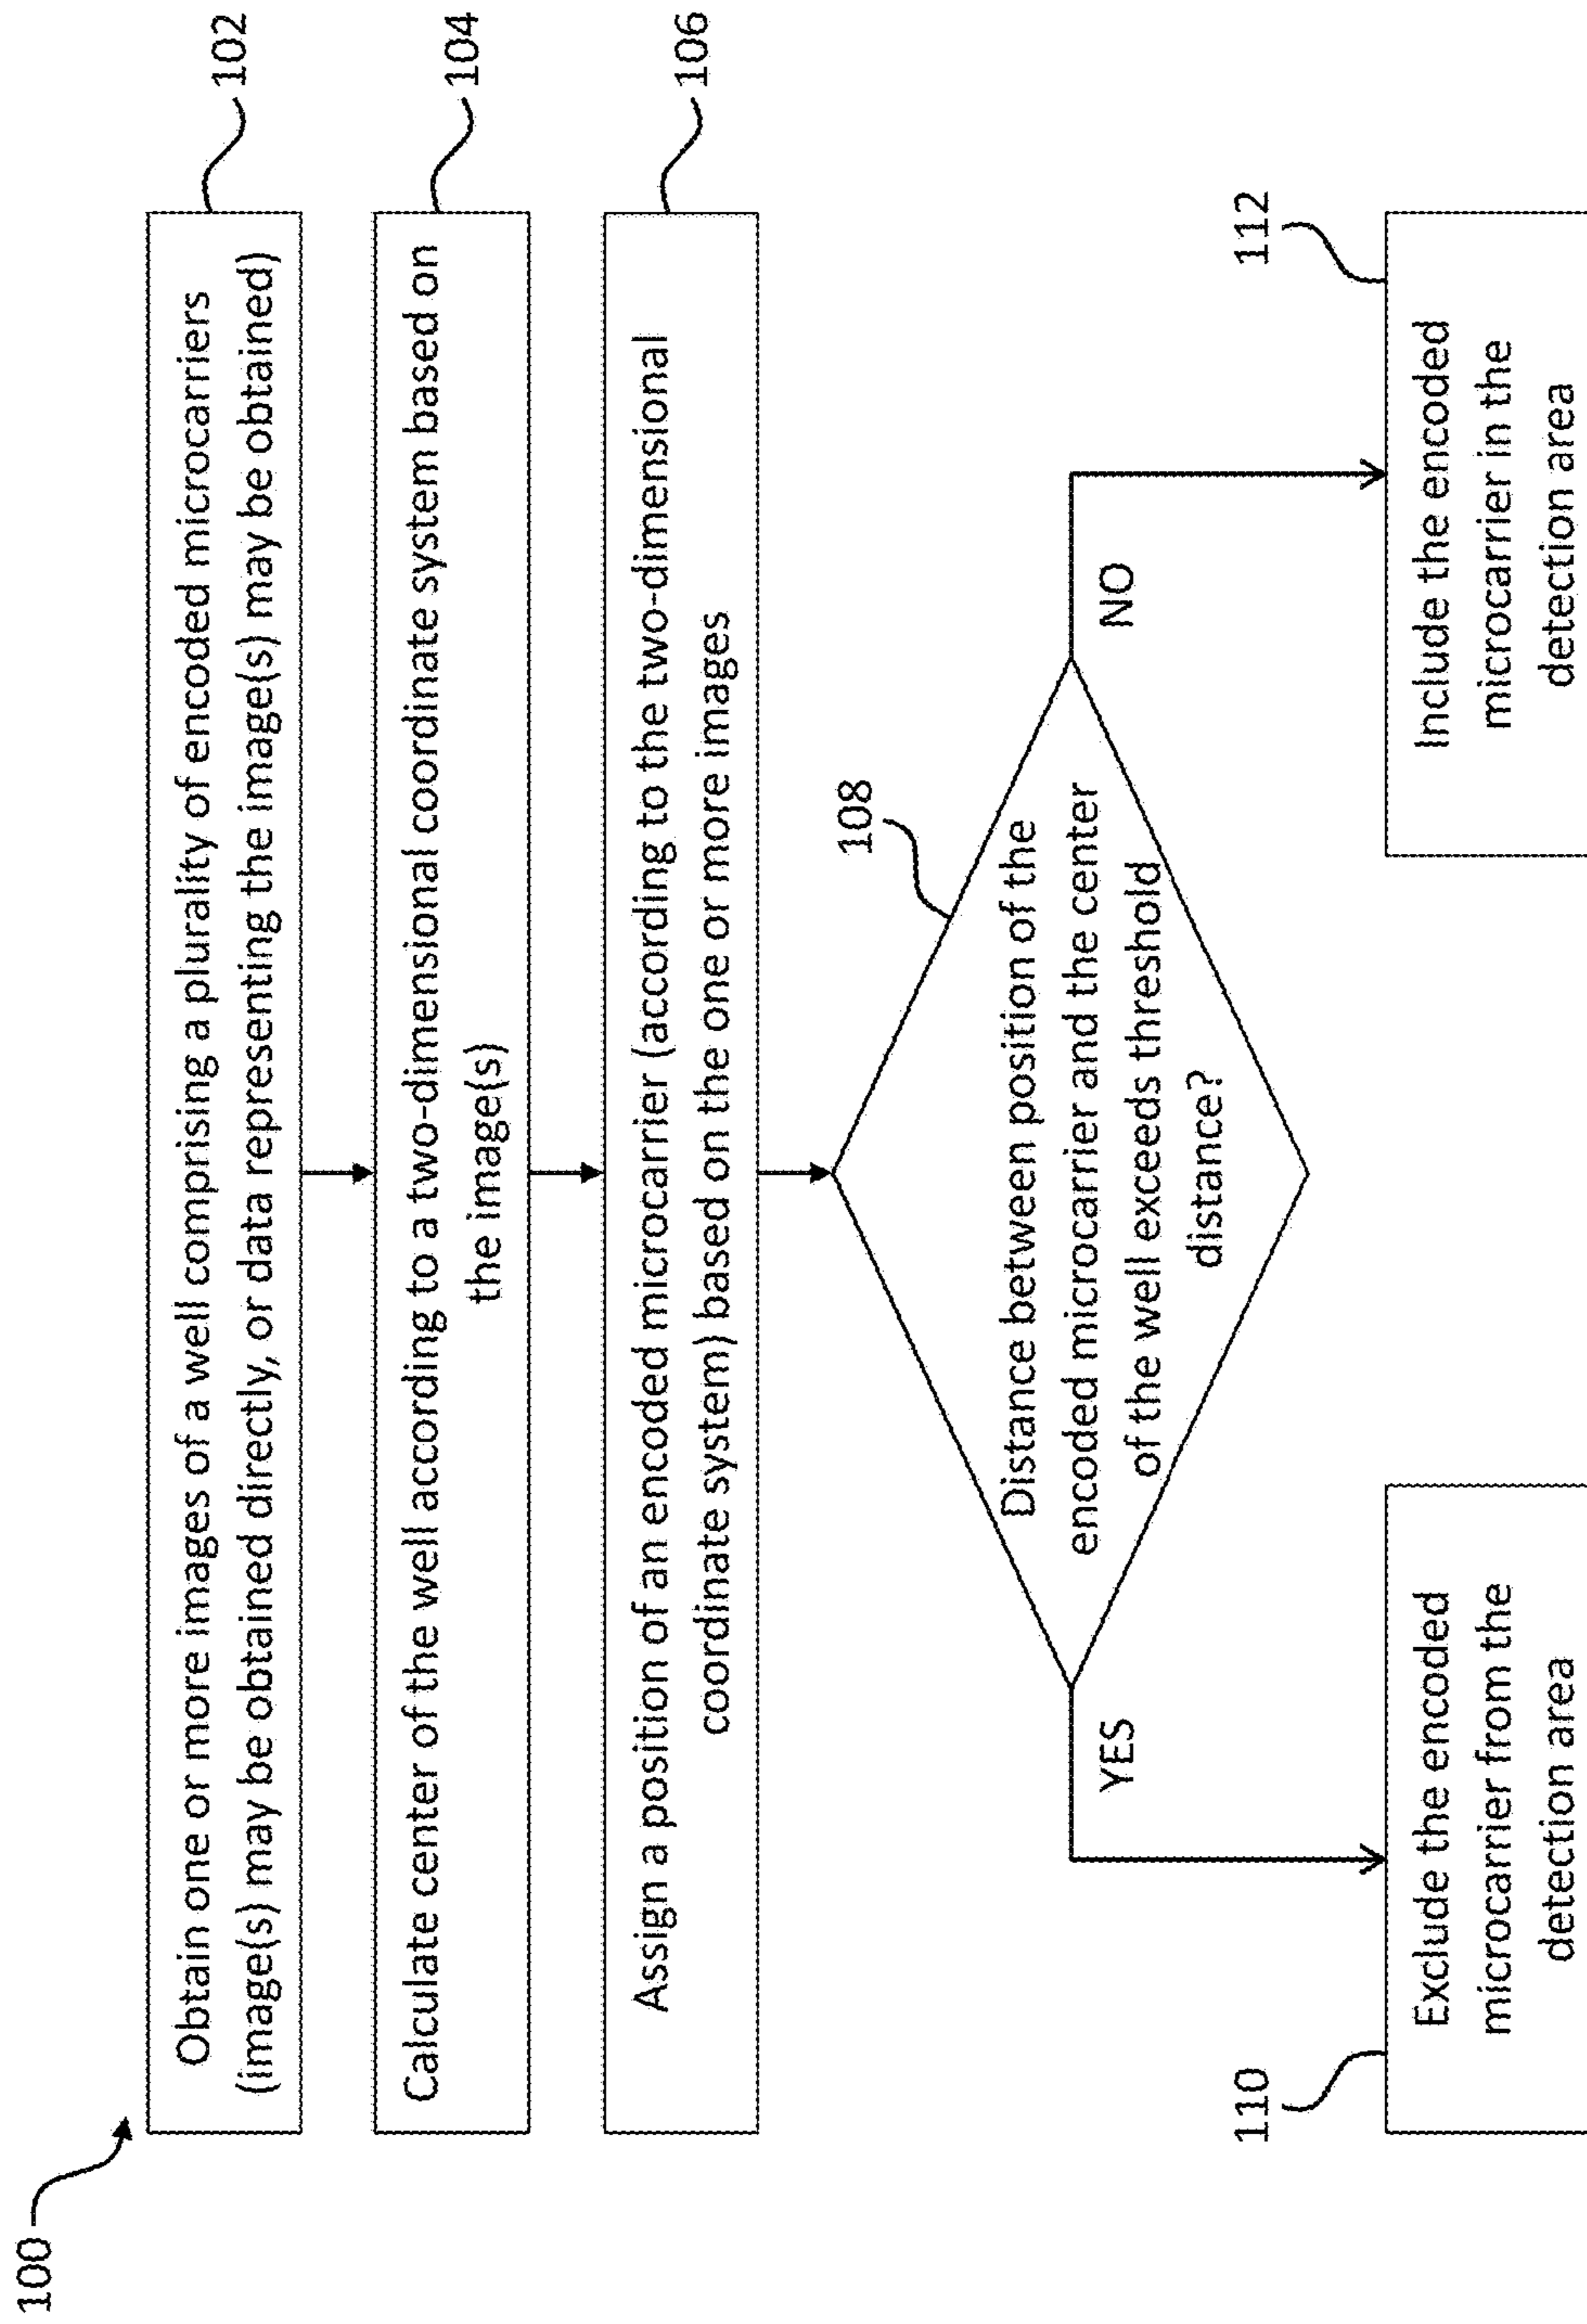 100
Obtain one or more images of a well comprising a plurality of encoded microcarriers
(image(s) may be obtained directly, or data representing the image(s) may be obtained)
102
Calculate center of the well according to a two-dimensional coordinate system based on
the image(s)
104
Assign a position of an encoded microcarrier (according to the two-dimensional
coordinate system) based on the one or more images
106
108
Distance between position of the
encoded microcarrier and the center
of the well exceeds threshold
distance?
YES
NO
110
Exclude the encoded
microcarrier from the
detection area
112
Include the encoded
microcarrier in the
detection area